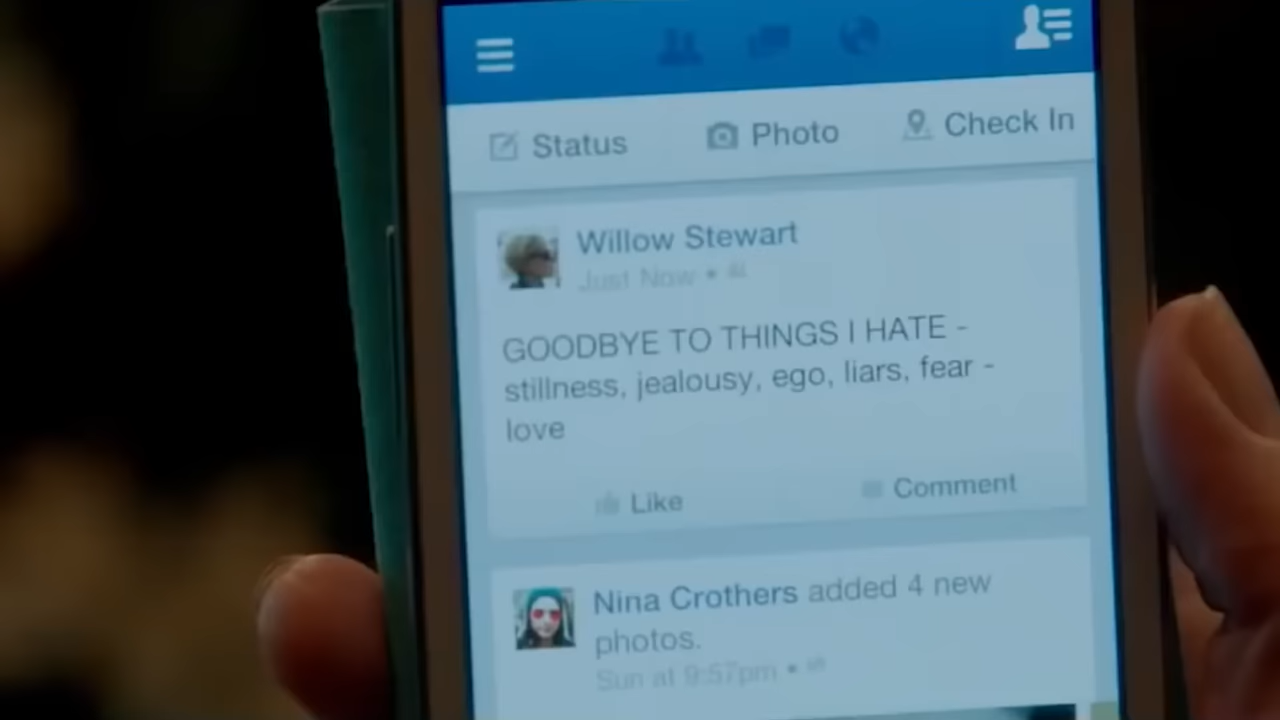 Status Photo Check In
Willow Stewart
Just Now •
GOODBYE TO THINGS I HATE -
stillness, jealousy, ego, liars, fear -
love
Like Comment
Nina Crothers added 4 new
photos.
Sun at 9:57pm •